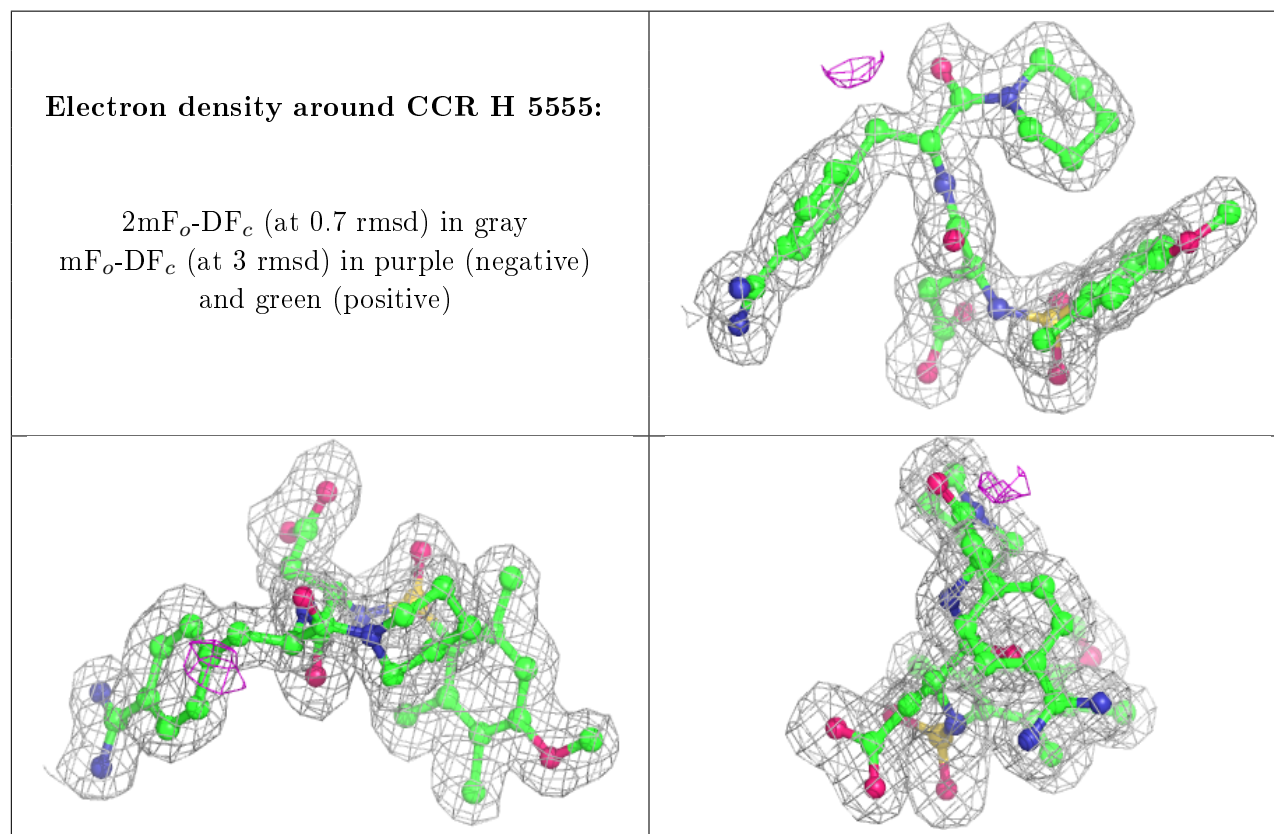 Electron density around CCR H 5555:
2mFₒ-DF𝒸 (at 0.7 rmsd) in gray
mFₒ-DF𝒸 (at 3 rmsd) in purple (negative)
and green (positive)